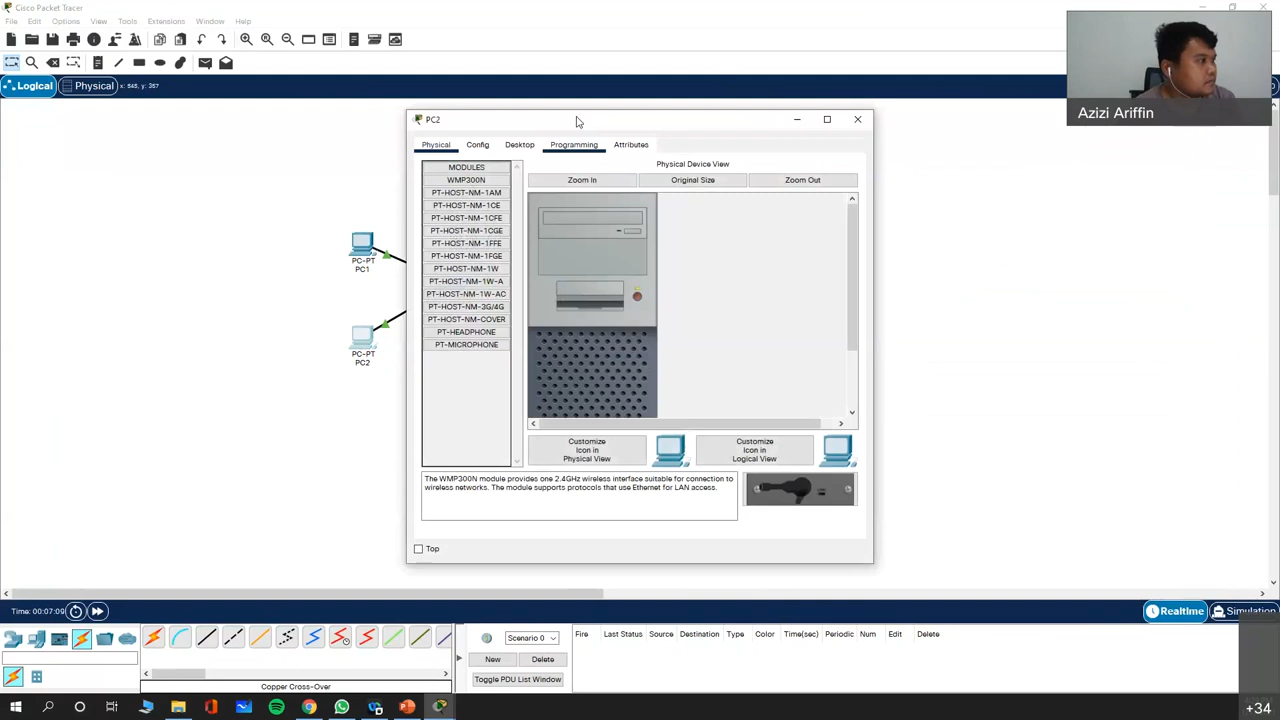 Cisco Packet Tracer
File Edit Options View Tools Extensions Window Help
Logical Physical x: 545, y: 357
Azizi Ariffin
PC2
Physical Config Desktop Programming Attributes
MODULES
WMP300N
PT-HOST-NM-1AM
PT-HOST-NM-1CE
PT-HOST-NM-1CFE
PT-HOST-NM-1CGE
PT-HOST-NM-1FFE
PT-HOST-NM-1FGE
PT-HOST-NM-1W
PT-HOST-NM-1W-A
PT-HOST-NM-1W-AC
PT-HOST-NM-3G/4G
PT-HOST-NM-COVER
PT-HEADPHONE
PT-MICROPHONE
Physical Device View
Zoom In Original Size Zoom Out
Customize
Icon in
Physical View
Customize
Icon in
Logical View
The WMP300N module provides one 2.4GHz wireless interface suitable for connection to
wireless networks. The module supports protocols that use Ethernet for LAN access.
Top
PC-PT
PC1
PC-PT
PC2
Time: 00:07:09
Realtime Simulation
Scenario 0
New Delete
Toggle PDU List Window
Fire Last Status Source Destination Type Color Time(sec) Periodic Num Edit Delete
Copper Cross-Over
+34